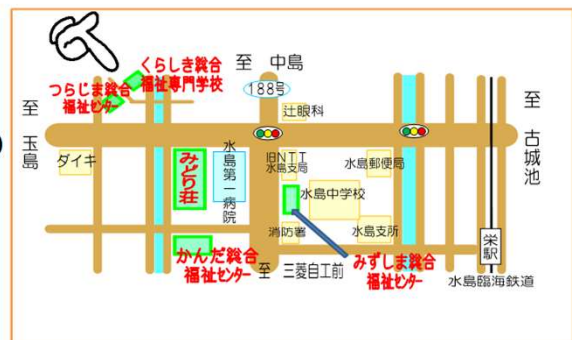 くらしき総合
福祉専門学校
つらじま総合
福祉センター
至 中島
188号
辻眼科
至 玉島
至 古城池
ダイキ
みどり荘
水島第一病院
旧NTT
水島支局
水島郵便局
水島中学校
消防署
水島支所
かんだ総合
福祉センター
至 三菱自工前
みずしま総合
福祉センター
栄駅
水島臨海鉄道